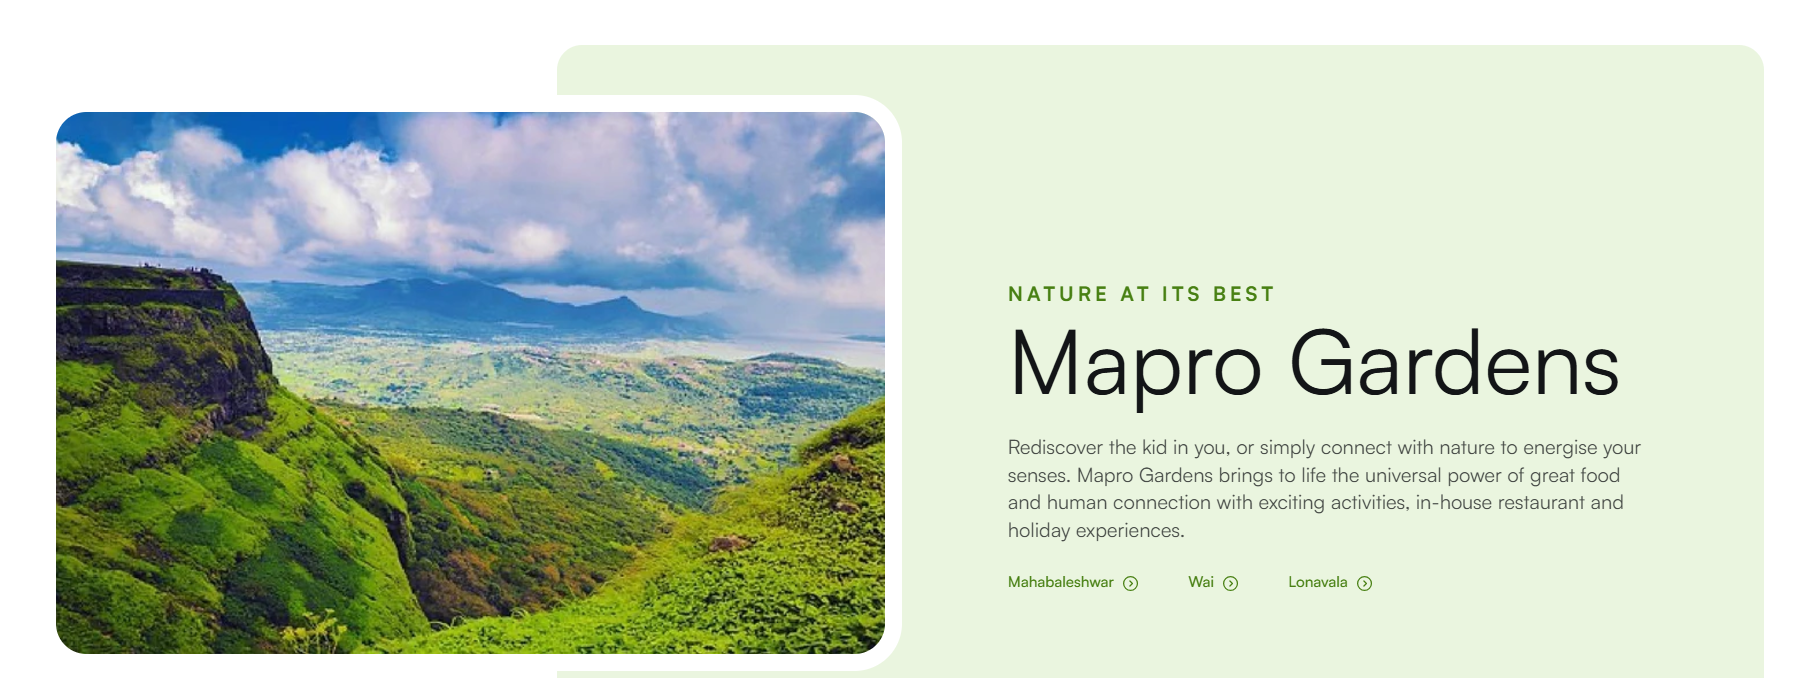 NATURE AT ITS BEST
Mapro Gardens
Rediscover the kid in you, or simply connect with nature to energise your
senses. Mapro Gardens brings to life the universal power of great food
and human connection with exciting activities, in-house restaurant and
holiday experiences.
Mahabaleshwar Wai Lonavala